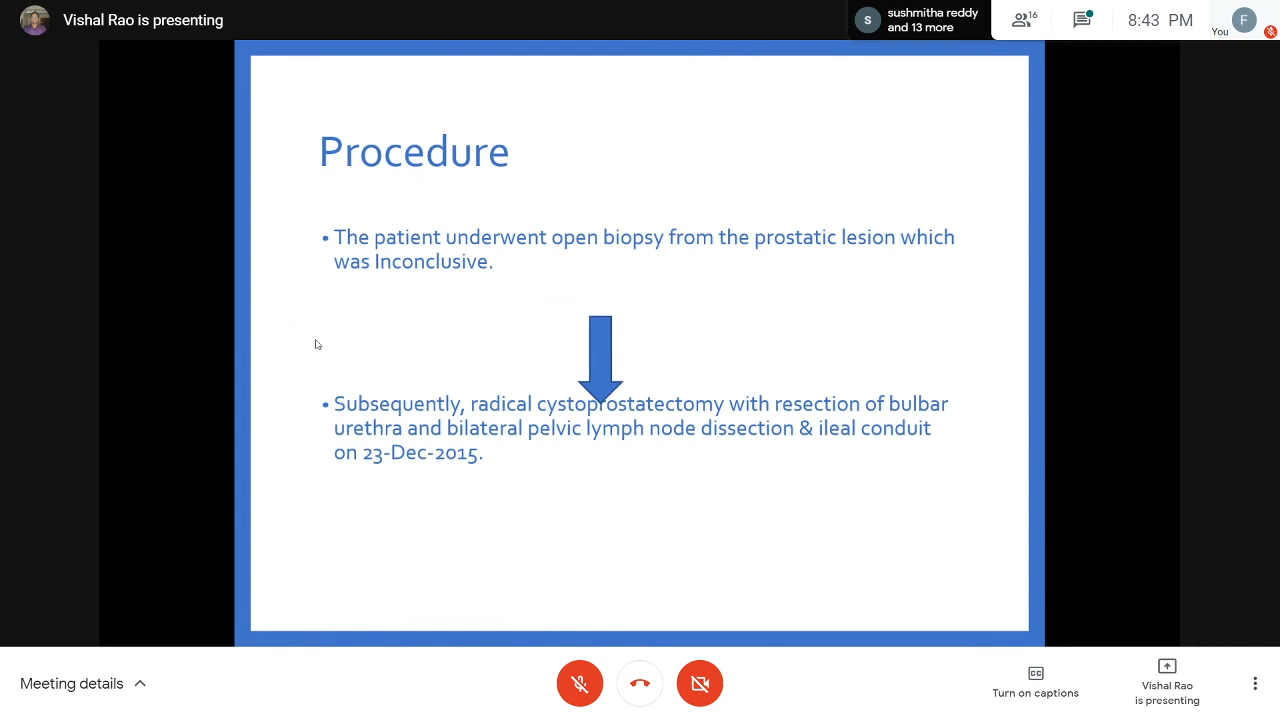 Vishal Rao is presenting
s
sushmitha reddy
and 13 more
16
8:43 PM
You
F
Procedure
• The patient underwent open biopsy from the prostatic lesion which
was Inconclusive.
• Subsequently, radical cystoprostatectomy with resection of bulbar
urethra and bilateral pelvic lymph node dissection & ileal conduit
on 23-Dec-2015.
Meeting details
CC
Turn on captions
Vishal Rao
is presenting